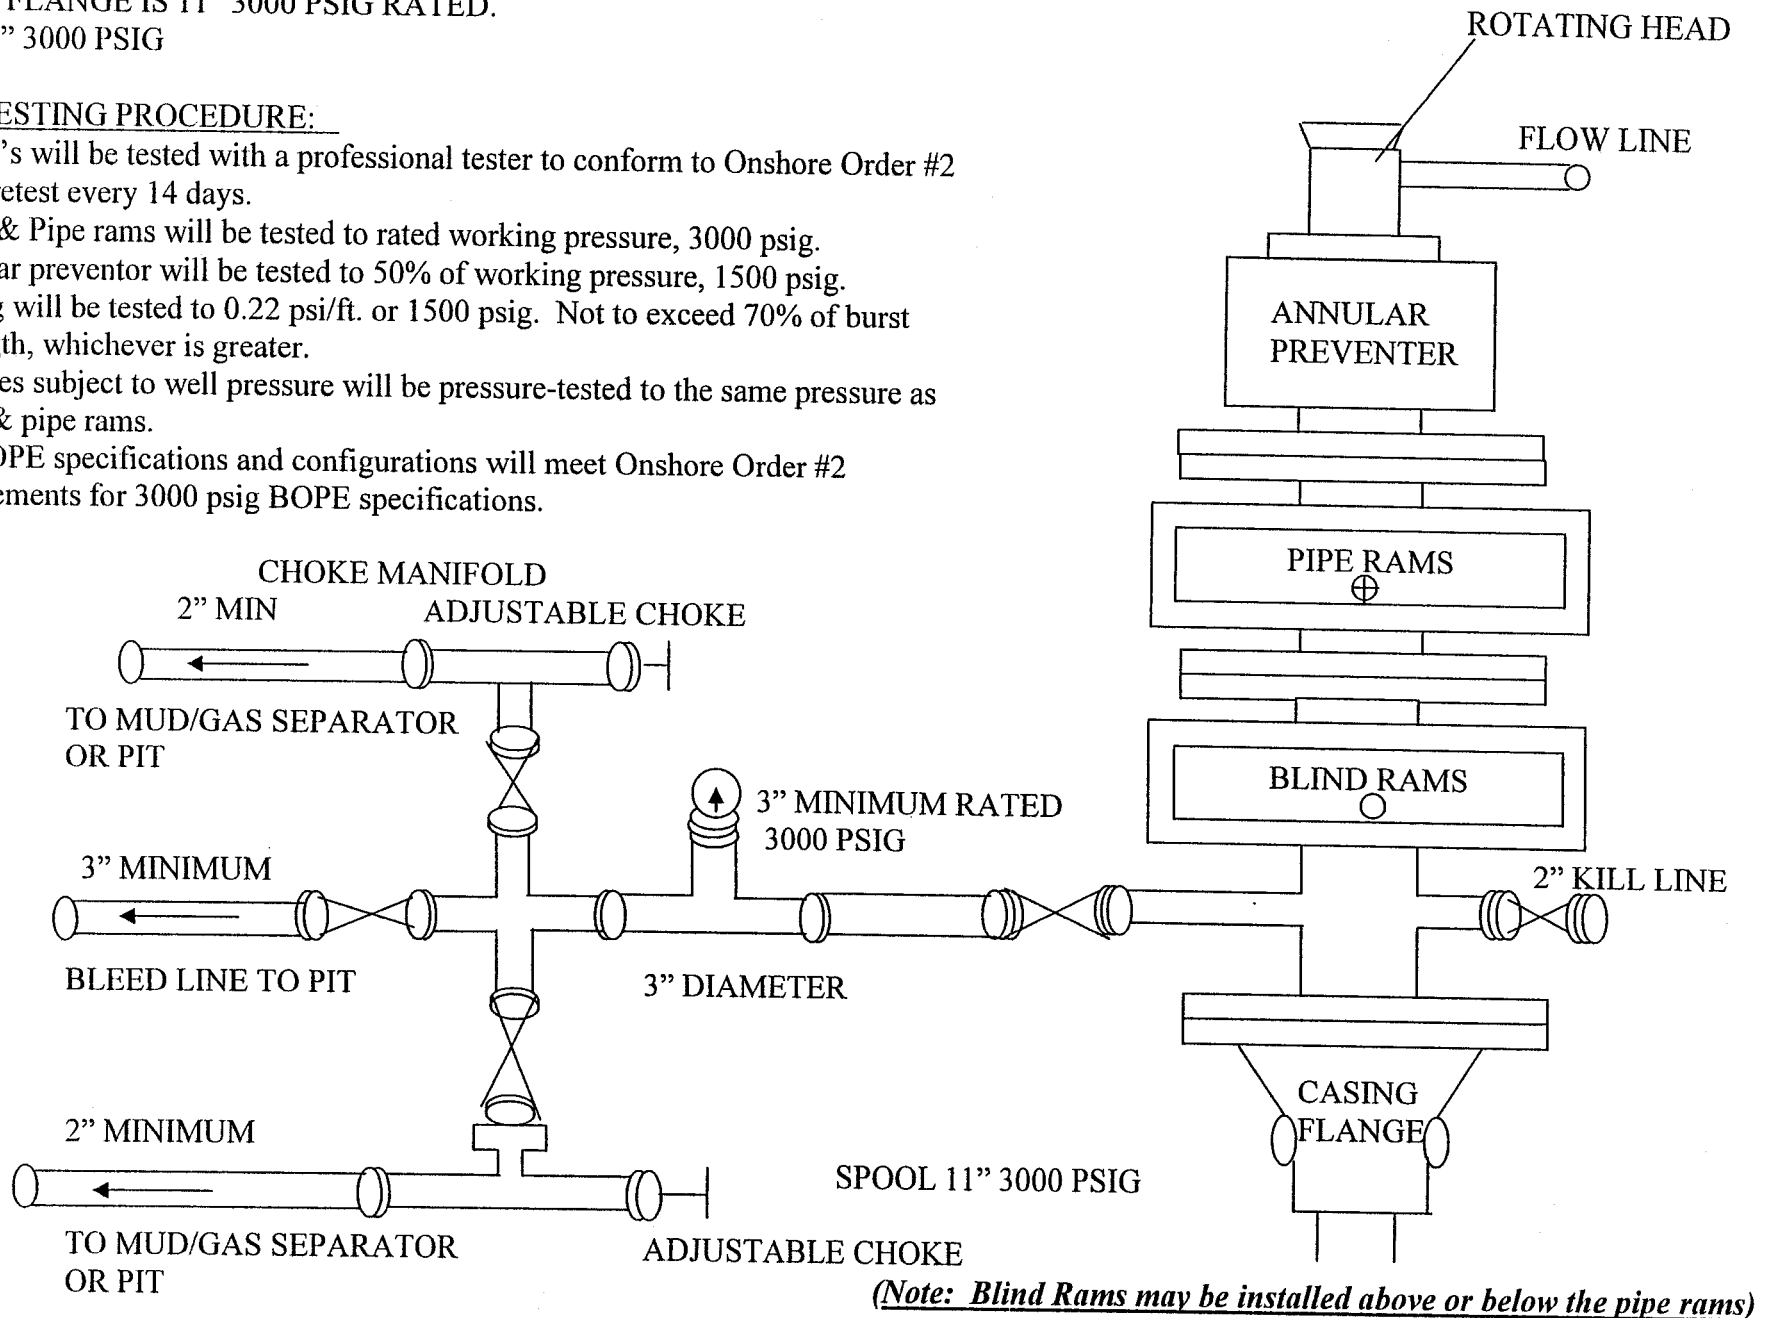 FLANGE IS 11" 3000 PSIG RATED.
” 3000 PSIG
ESTING PROCEDURE:
’s will be tested with a professional tester to conform to Onshore Order #2
etest every 14 days.
& Pipe rams will be tested to rated working pressure, 3000 psig.
ar preventor will be tested to 50% of working pressure, 1500 psig.
g will be tested to 0.22 psi/ft. or 1500 psig. Not to exceed 70% of burst
th, whichever is greater.
es subject to well pressure will be pressure-tested to the same pressure as
& pipe rams.
OPE specifications and configurations will meet Onshore Order #2
ements for 3000 psig BOPE specifications.
ROTATING HEAD
FLOW LINE
ANNULAR
PREVENTER
PIPE RAMS
BLIND RAMS
CHOKE MANIFOLD
2” MIN
ADJUSTABLE CHOKE
TO MUD/GAS SEPARATOR
OR PIT
3” MINIMUM RATED
3000 PSIG
3” MINIMUM
2” KILL LINE
BLEED LINE TO PIT
3” DIAMETER
CASING
FLANGE
2” MINIMUM
SPOOL 11” 3000 PSIG
TO MUD/GAS SEPARATOR
OR PIT
ADJUSTABLE CHOKE
(Note: Blind Rams may be installed above or below the pipe rams)